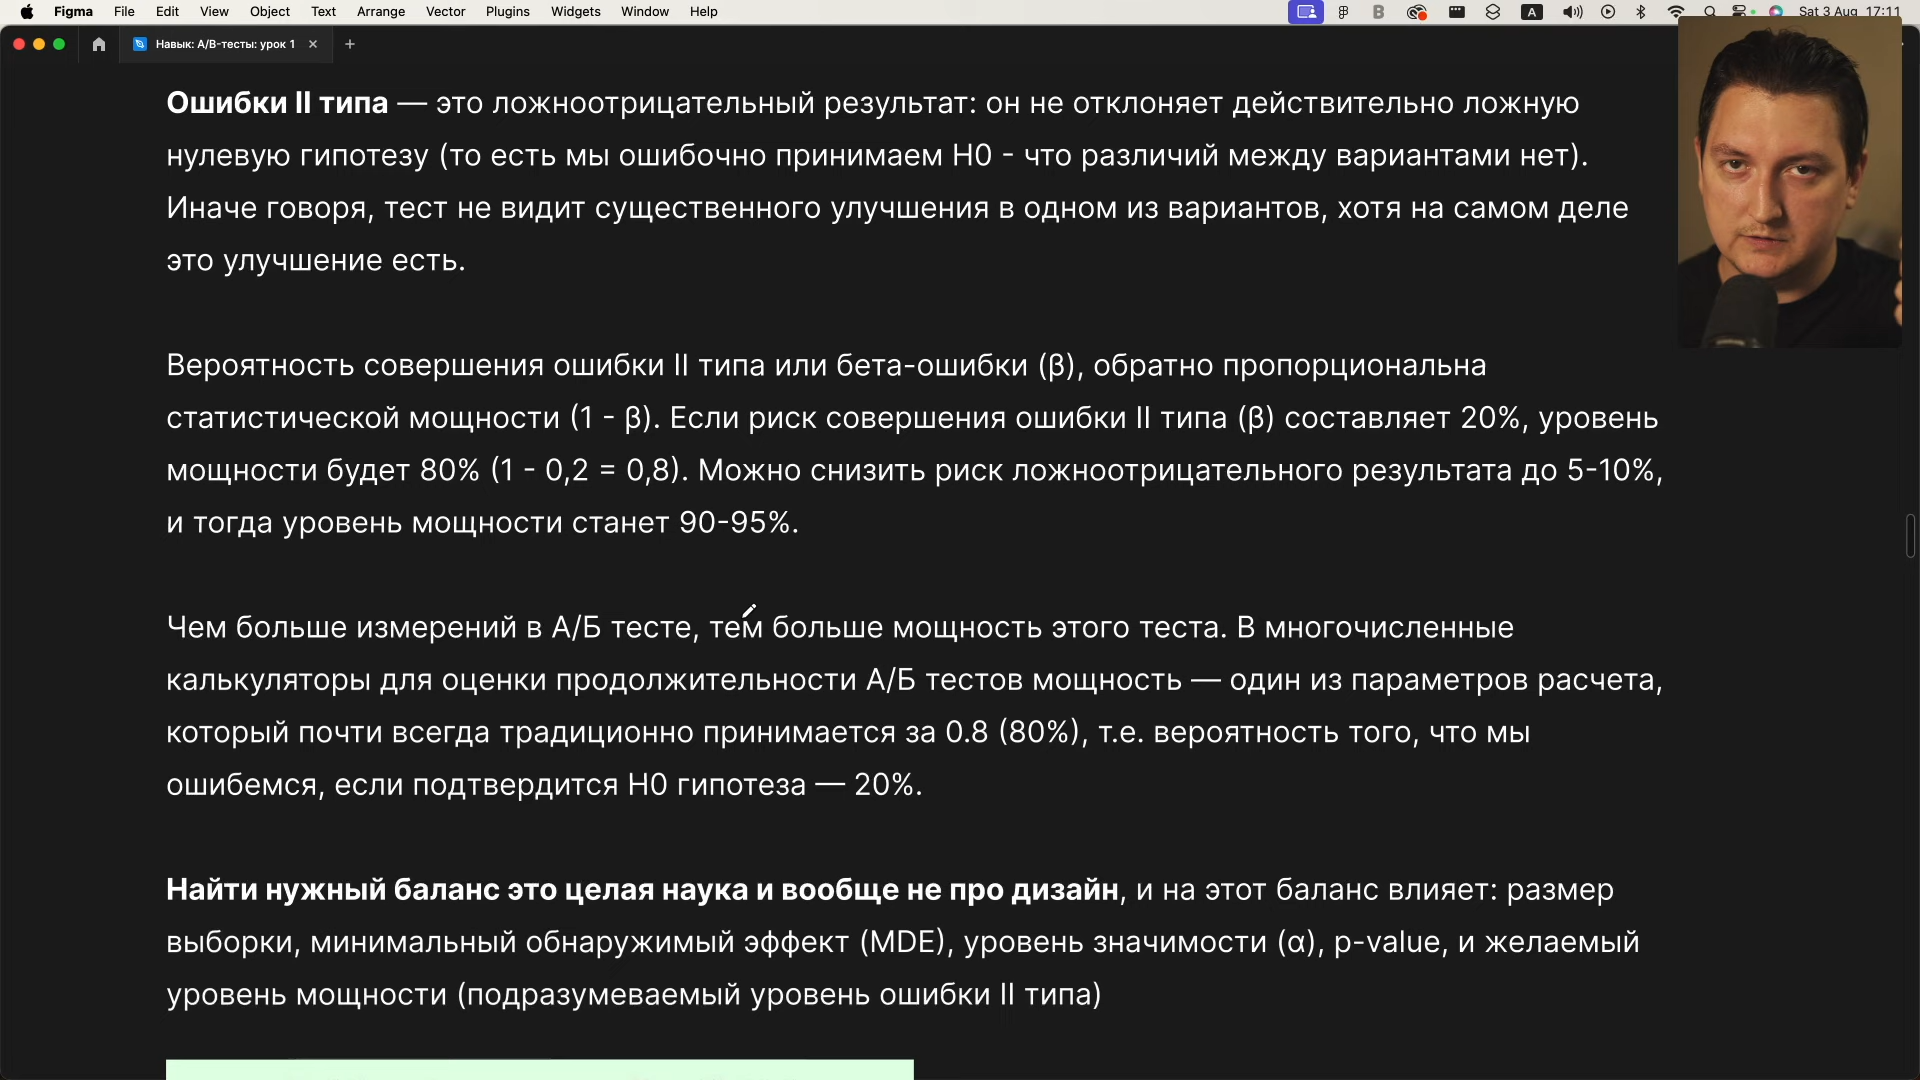 Figma File Edit View Object Text Arrange Vector Plugins Widgets Window Help
Sat 3 Aug 17:11
Навык: A/B-тесты: урок 1
Ошибки II типа — это ложноотрицательный результат: он не отклоняет действительно ложную
нулевую гипотезу (то есть мы ошибочно принимаем H0 - что различий между вариантами нет).
Иначе говоря, тест не видит существенного улучшения в одном из вариантов, хотя на самом деле
это улучшение есть.
Вероятность совершения ошибки II типа или бета-ошибки (β), обратно пропорциональна
статистической мощности (1 - β). Если риск совершения ошибки II типа (β) составляет 20%, уровень
мощности будет 80% (1 - 0,2 = 0,8). Можно снизить риск ложноотрицательного результата до 5-10%,
и тогда уровень мощности станет 90-95%.
Чем больше измерений в А/Б тесте, тем больше мощность этого теста. В многочисленные
калькуляторы для оценки продолжительности А/Б тестов мощность — один из параметров расчета,
который почти всегда традиционно принимается за 0.8 (80%), т.е. вероятность того, что мы
ошибемся, если подтвердится H0 гипотеза — 20%.
Найти нужный баланс это целая наука и вообще не про дизайн, и на этот баланс влияет: размер
выборки, минимальный обнаружимый эффект (MDE), уровень значимости (α), p-value, и желаемый
уровень мощности (подразумеваемый уровень ошибки II типа)